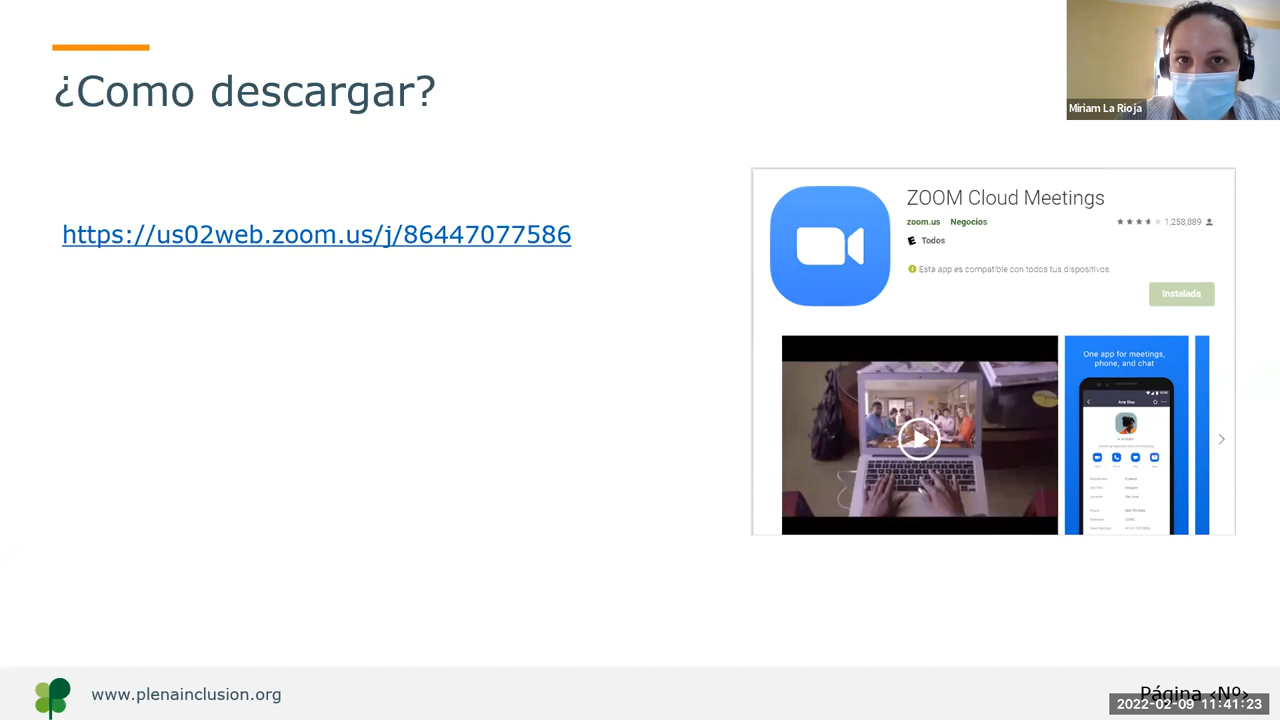 ¿Como descargar?
Miriam La Rioja
https://us02web.zoom.us/j/86447077586
ZOOM Cloud Meetings
zoom.us Negocios
1,258,889
Todos
Esta app es compatible con todos tus dispositivos.
Instalada
One app for meetings,
phone, and chat
www.plenainclusion.org
Página ‹Nº›
2022-02-09 11:41:23